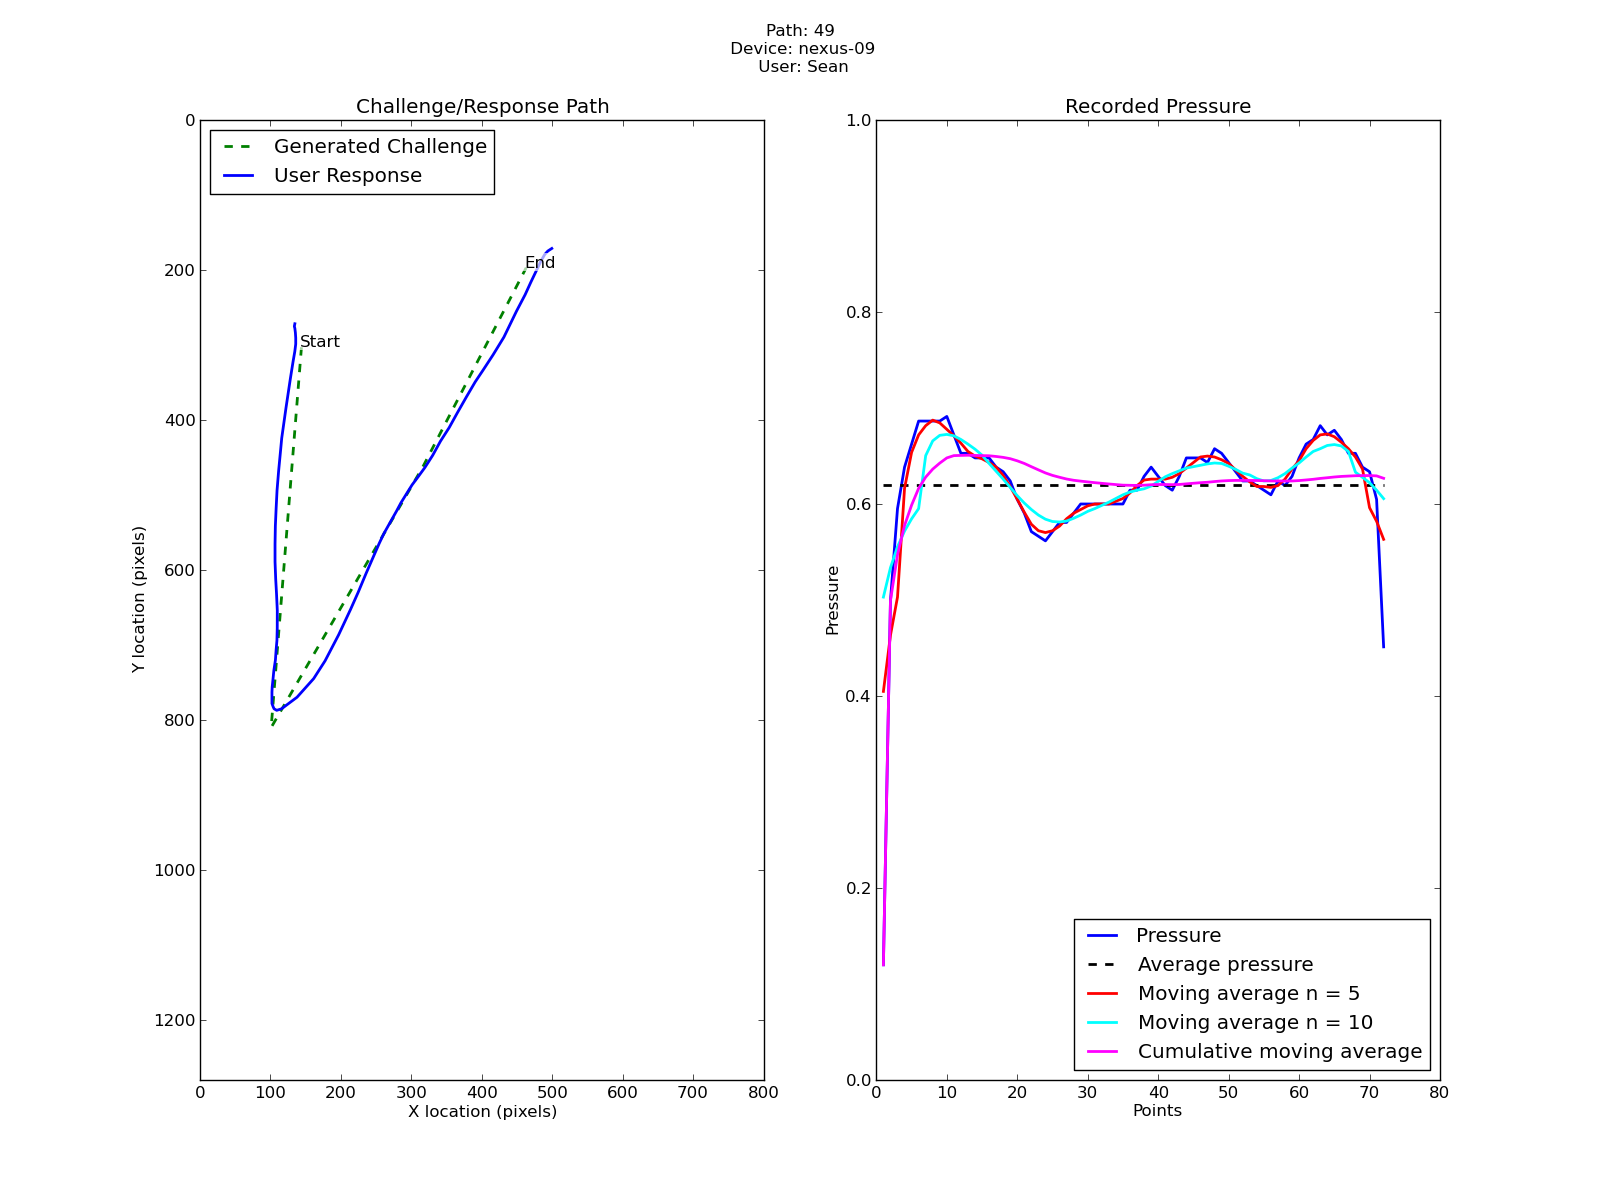 Path: 49
Device: nexus-09
User: Sean
Challenge/Response Path
Generated Challenge
User Response
Start
End
0
200
400
600
800
1000
1200
Y location (pixels)
0 100 200 300 400 500 600 700 800
X location (pixels)
Recorded Pressure
1.0
0.8
0.6
0.4
0.2
0.0
Pressure
Pressure
Average pressure
Moving average n = 5
Moving average n = 10
Cumulative moving average
0 10 20 30 40 50 60 70 80
Points